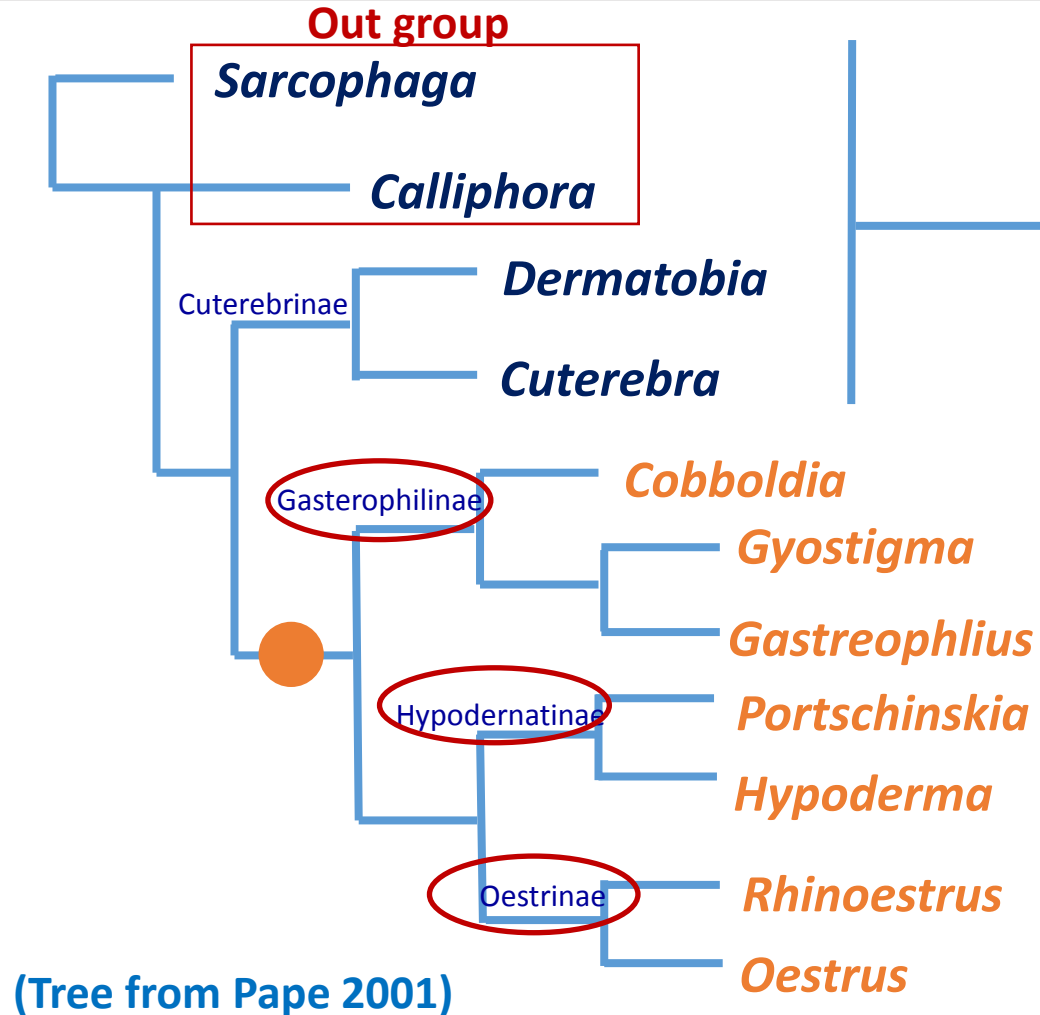 Out group
Sarcophaga
Calliphora
Dermatobia
Cuterebrinae
Cuterebra
Cobboldia
Gasterophilinae
Gyostigma
Gastreophlius
Portschinskia
Hypodernatinae
Hypoderma
Rhinoestrus
Oestrinae
Oestrus
(Tree from Pape 2001)